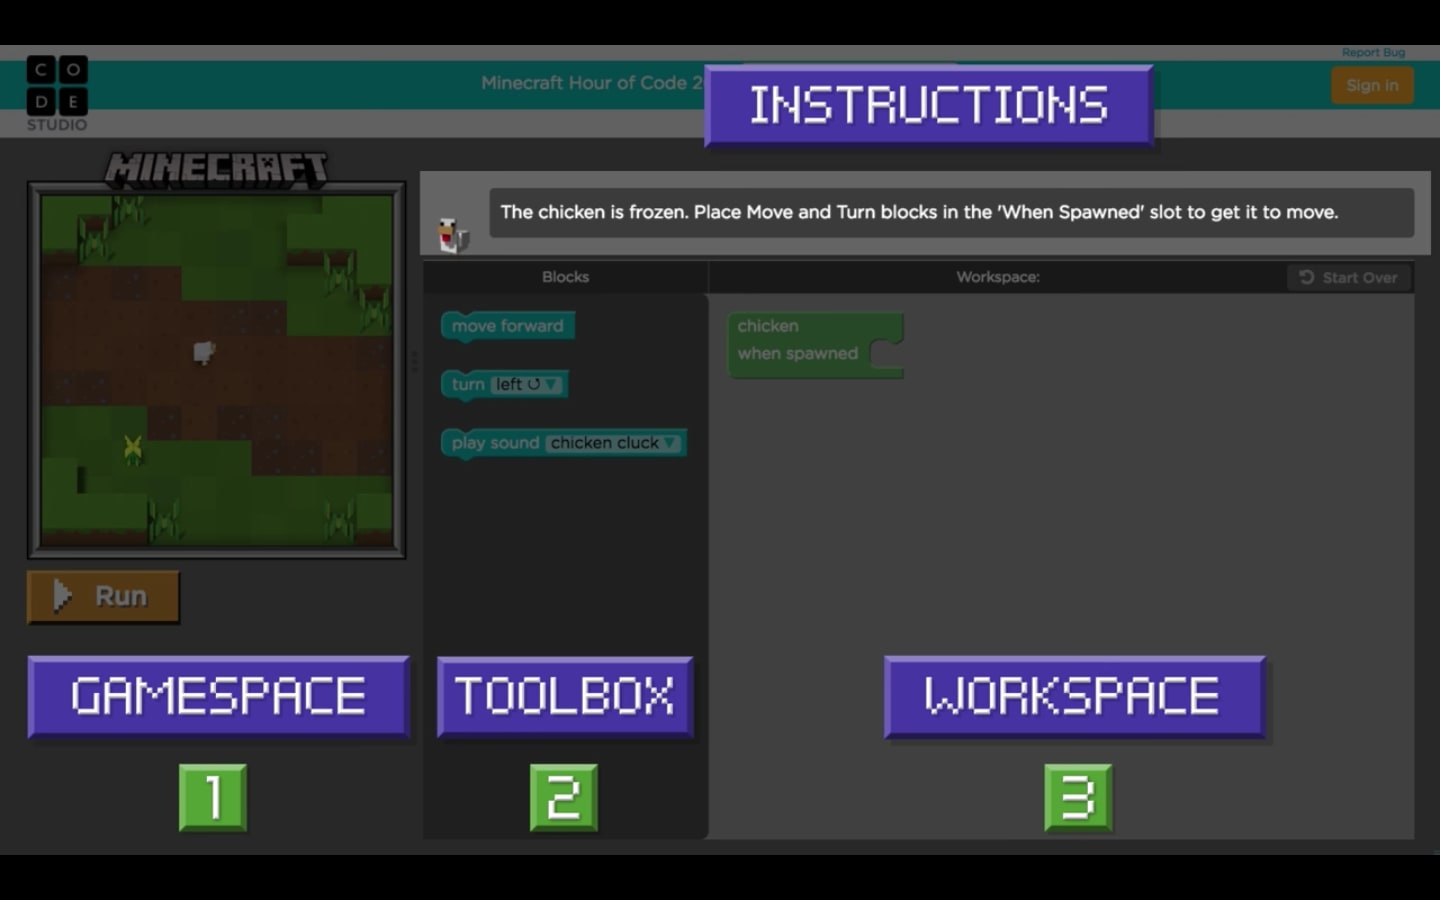 Report Bug
CODE
STUDIO
Minecraft Hour of Code 2
INSTRUCTIONS
Sign in
MINECRAFT
The chicken is frozen. Place Move and Turn blocks in the 'When Spawned' slot to get it to move.
Blocks
Workspace:
Start Over
move forward
turn left
play sound chicken cluck
chicken
when spawned
Run
GAMESPACE
TOOLBOX
WORKSPACE
1
2
3